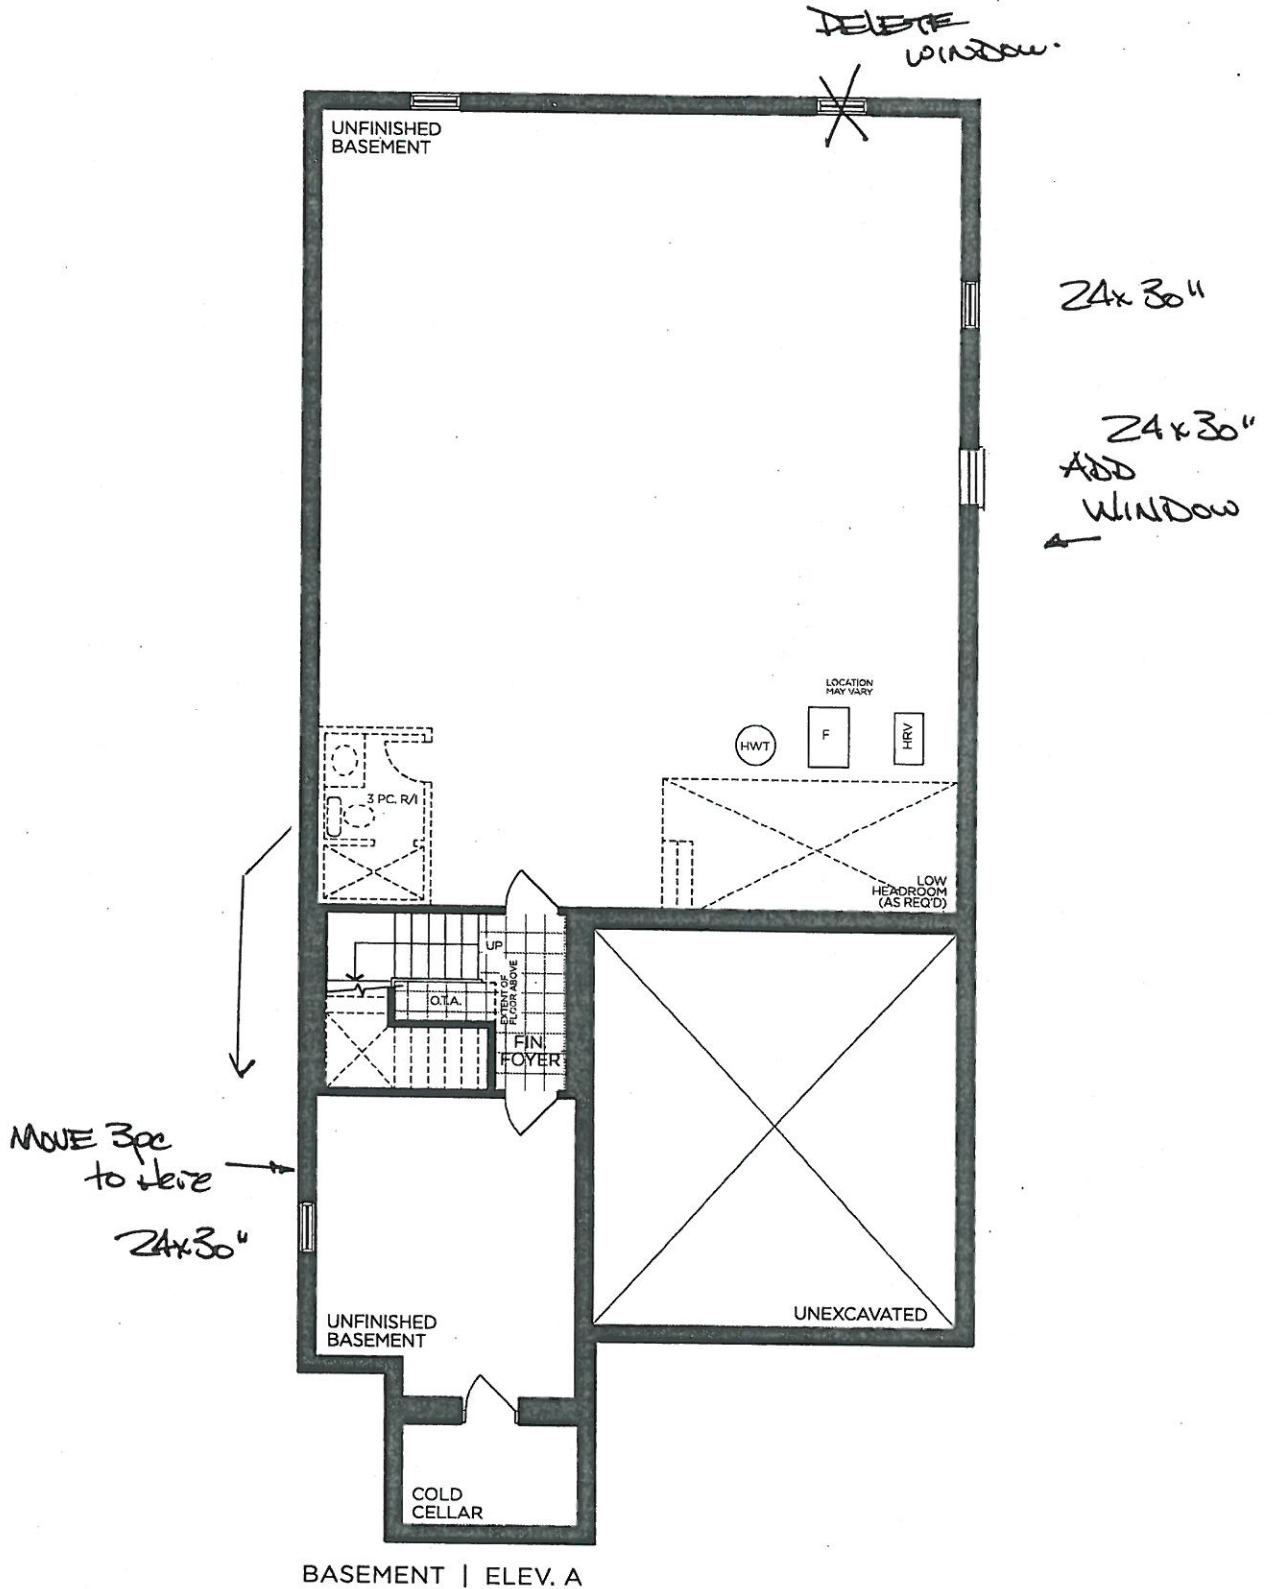 DELETE
WINDOW.
UNFINISHED
BASEMENT
24x30"
24x30"
ADD
WINDOW
LOCATION
MAY VARY
HWT
F
HRV
3 PC. R/I
LOW
HEADROOM
(AS REQ'D)
UP
O.T.A.
EXTENT OF
FLOOR ABOVE
FIN
FOYER
MOVE 3pc
to Here
24x30"
UNFINISHED
BASEMENT
UNEXCAVATED
COLD
CELLAR
BASEMENT | ELEV. A